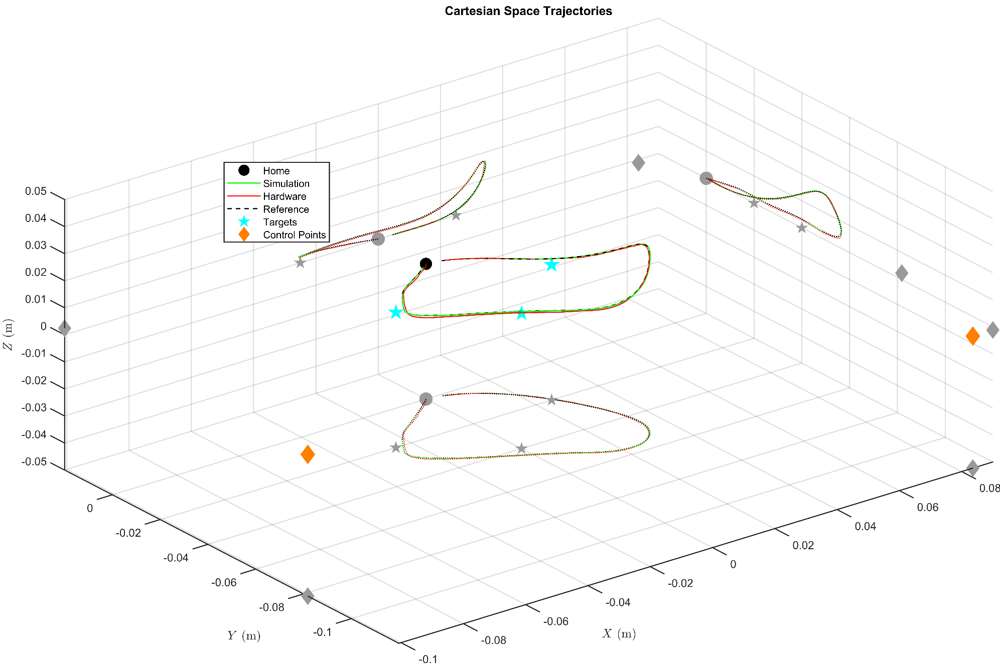 Cartesian Space Trajectories
Home
Simulation
Hardware
Reference
Targets
Control Points
0.05
0.04
0.03
0.02
0.01
0
-0.01
-0.02
-0.03
-0.04
-0.05
Z (m)
0
-0.02
-0.04
-0.06
-0.08
-0.1
Y (m)
-0.1
-0.08
-0.06
-0.04
-0.02
0
0.02
0.04
0.06
0.08
X (m)